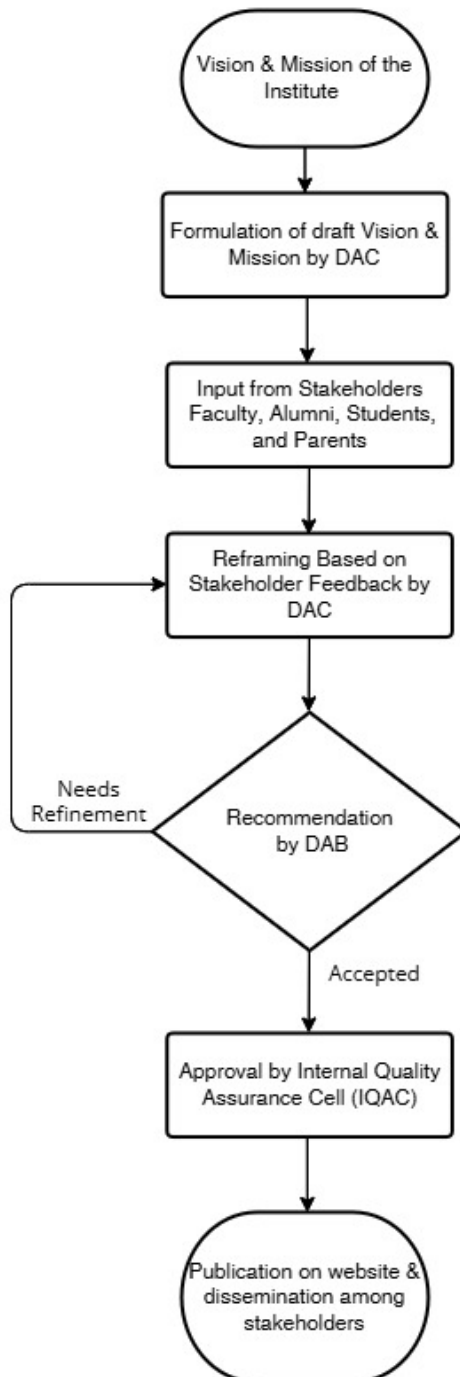 Vision & Mission of the
Institute
Formulation of draft Vision &
Mission by DAC
Input from Stakeholders
Faculty, Alumni, Students,
and Parents
Reframing Based on
Stakeholder Feedback by
DAC
Needs
Refinement
Recommendation
by DAB
Accepted
Approval by Internal Quality
Assurance Cell (IQAC)
Publication on website &
dissemination among
stakeholders